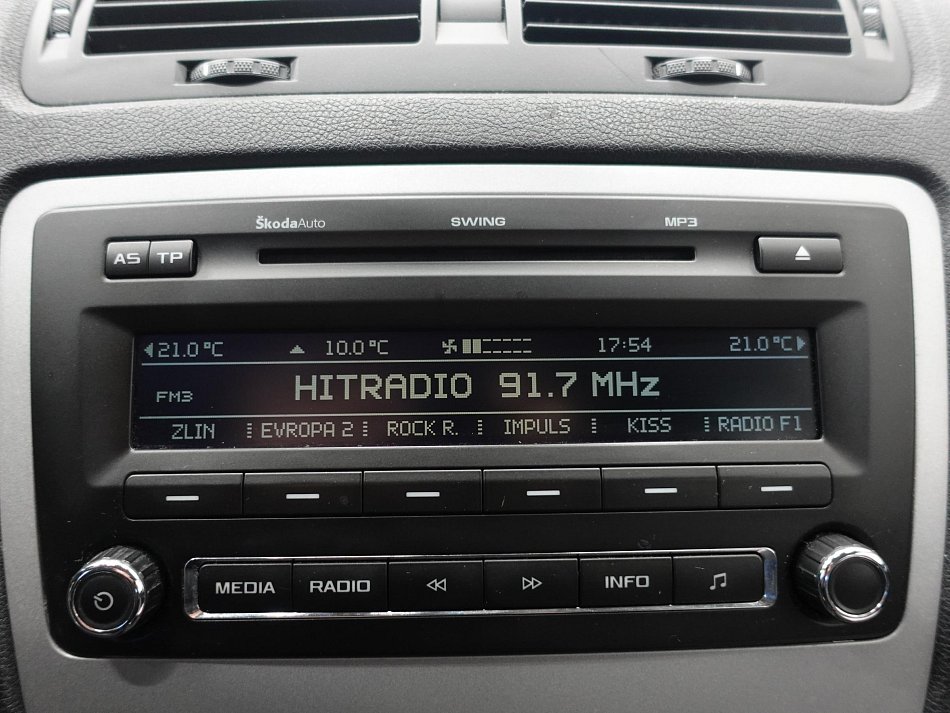 ŠkodaAuto SWING MP3
AS TP
21.0°C 10.0°C 17:54 21.0°C
FM3 HITRADIO 91.7 MHz
ZLIN EVROPA 2 ROCK R. IMPULS KISS RADIO F1
MEDIA RADIO INFO